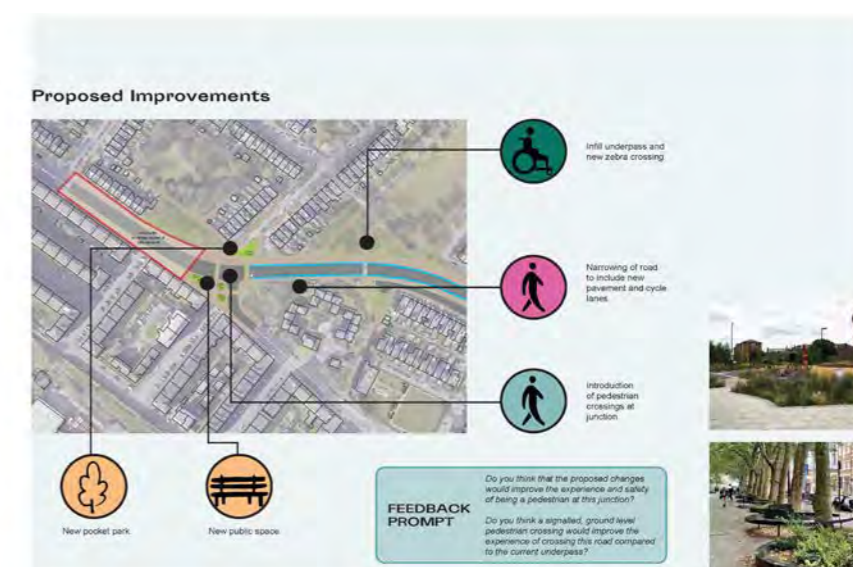 Proposed Improvements
Infill underpass and
new zebra crossing
Narrowing of road
to include new
pavement and cycle
lanes.
Introduction
of pedestrian
crossings at
junction.
New pocket park.
New public space.
FEEDBACK
PROMPT
Do you think that the proposed changes
would improve the experience and safety
of being a pedestrian at this junction?
Do you think a signalled, ground level
pedestrian crossing would improve the
experience of crossing this road compared
to the current underpass?